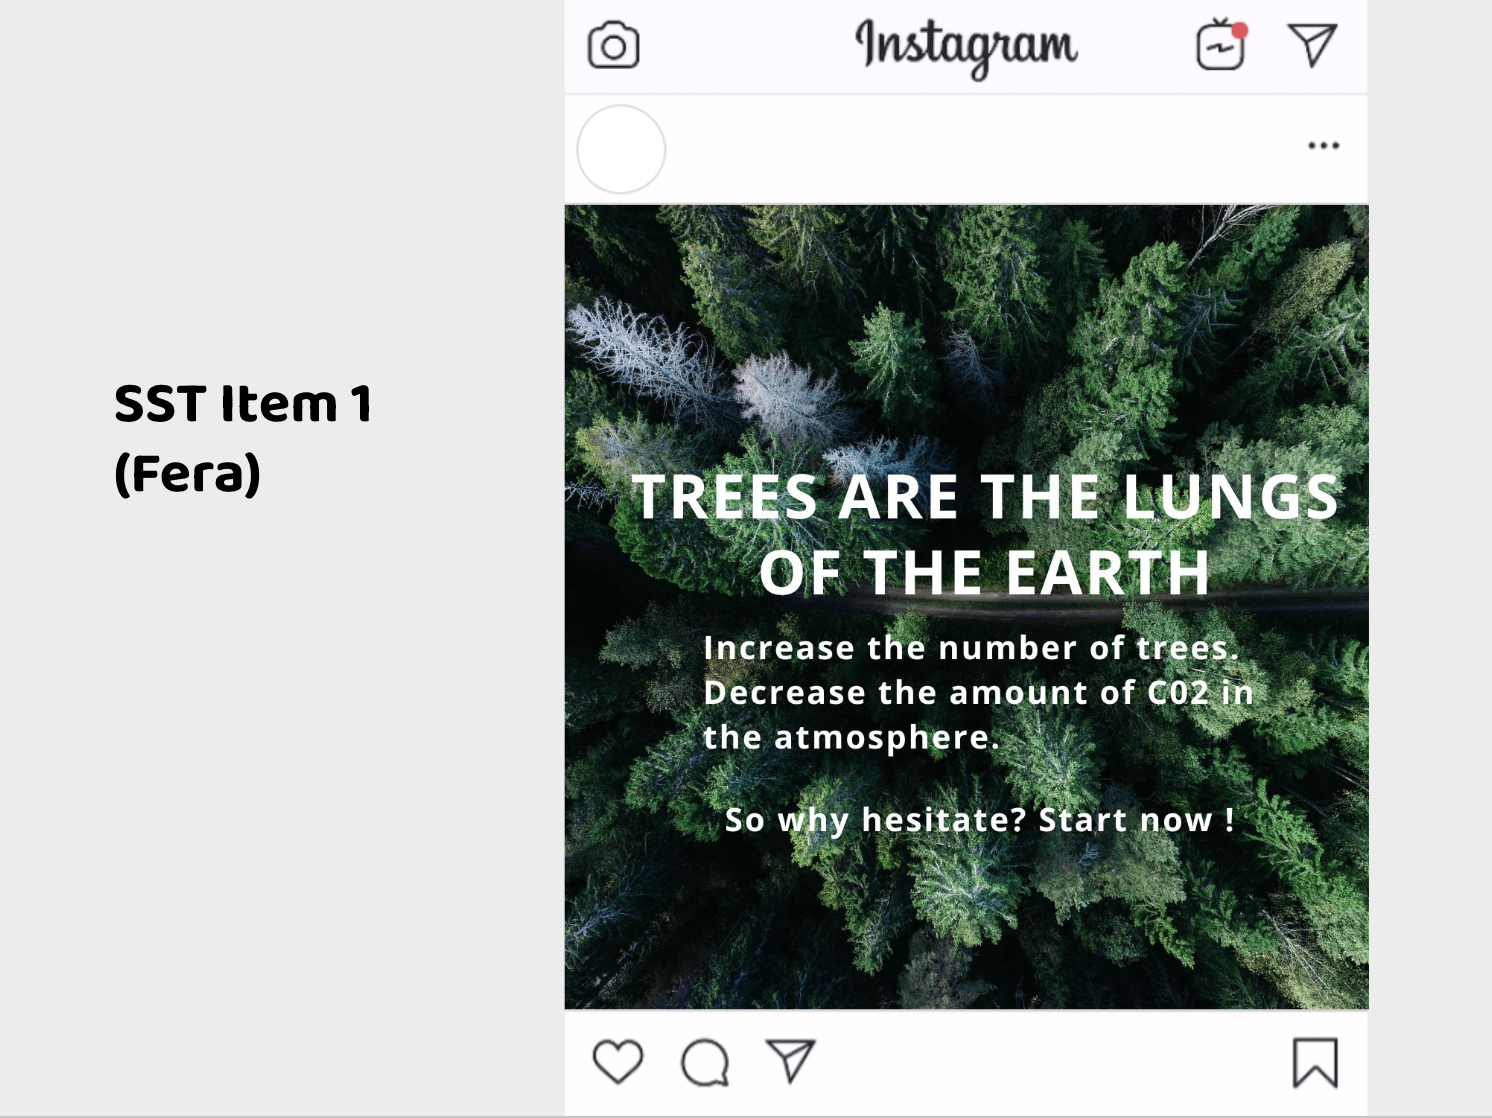 SST Item 1
(Fera)
Instagram
TREES ARE THE LUNGS
OF THE EARTH
Increase the number of trees.
Decrease the amount of C02 in
the atmosphere.
So why hesitate? Start now !